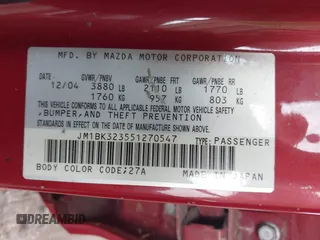 MFD. BY MAZDA MOTOR CORPORATION
GVWR/PNBV GAWR/PNBE FRT GAWR/PNBE RR
12/04 3880 LB 2110 LB 1770 LB
1760 KG 957 KG 803 KG
THIS VEHICLE CONFORMS TO ALL APPLICABLE
FEDERAL MOTOR VEHICLE SAFETY,
BUMPER, AND THEFT PREVENTION
STANDARDS IN EFFECT ON THE DATE OF
MANUFACTURE SHOWN ABOVE.
JM1BK323551270547 TYPE: PASSENGER
BODY COLOR CODE; 27A MADE IN JAPAN
DREAMBID